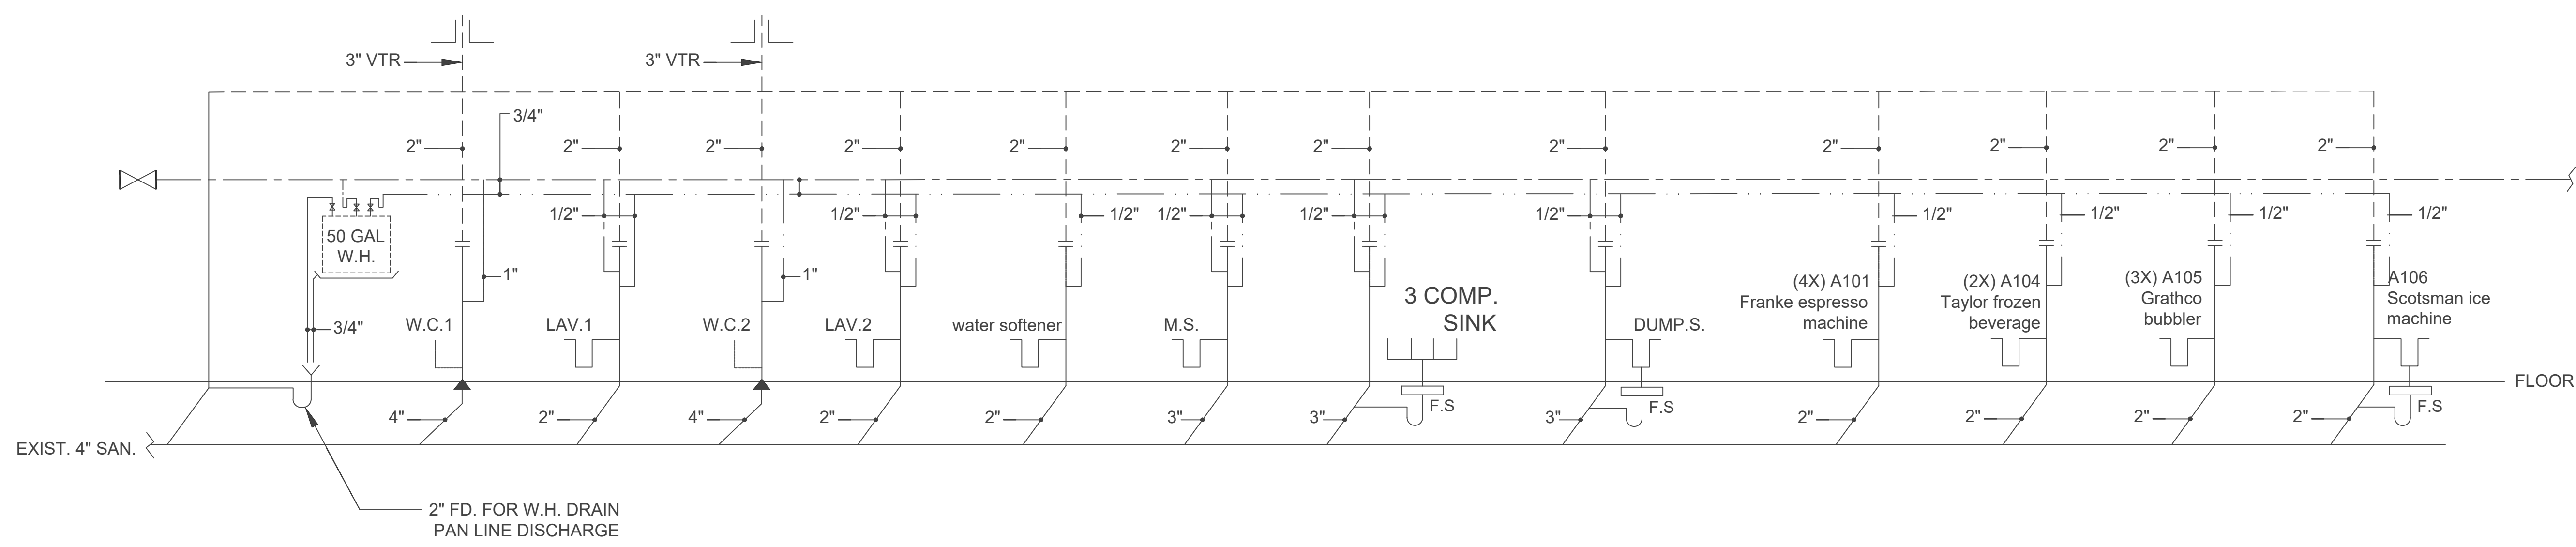 3" VTR
3" VTR
3/4"
2"
2"
2"
2"
2"
2"
2"
2"
2"
2"
2"
2"
1/2"
1/2"
1/2"
1/2"
1/2"
1/2"
1/2"
1/2"
1/2"
1/2"
50 GAL
W.H.
1"
1"
3/4"
W.C.1
LAV.1
W.C.2
LAV.2
water softener
M.S.
3 COMP.
SINK
DUMP.S.
(4X) A101
Franke espresso
machine
(2X) A104
Taylor frozen
beverage
(3X) A105
Grathco
bubbler
A106
Scotsman ice
machine
FLOOR
F.S
F.S
F.S
4"
2"
4"
2"
2"
3"
3"
3"
2"
2"
2"
2"
EXIST. 4" SAN.
2" FD. FOR W.H. DRAIN
PAN LINE DISCHARGE